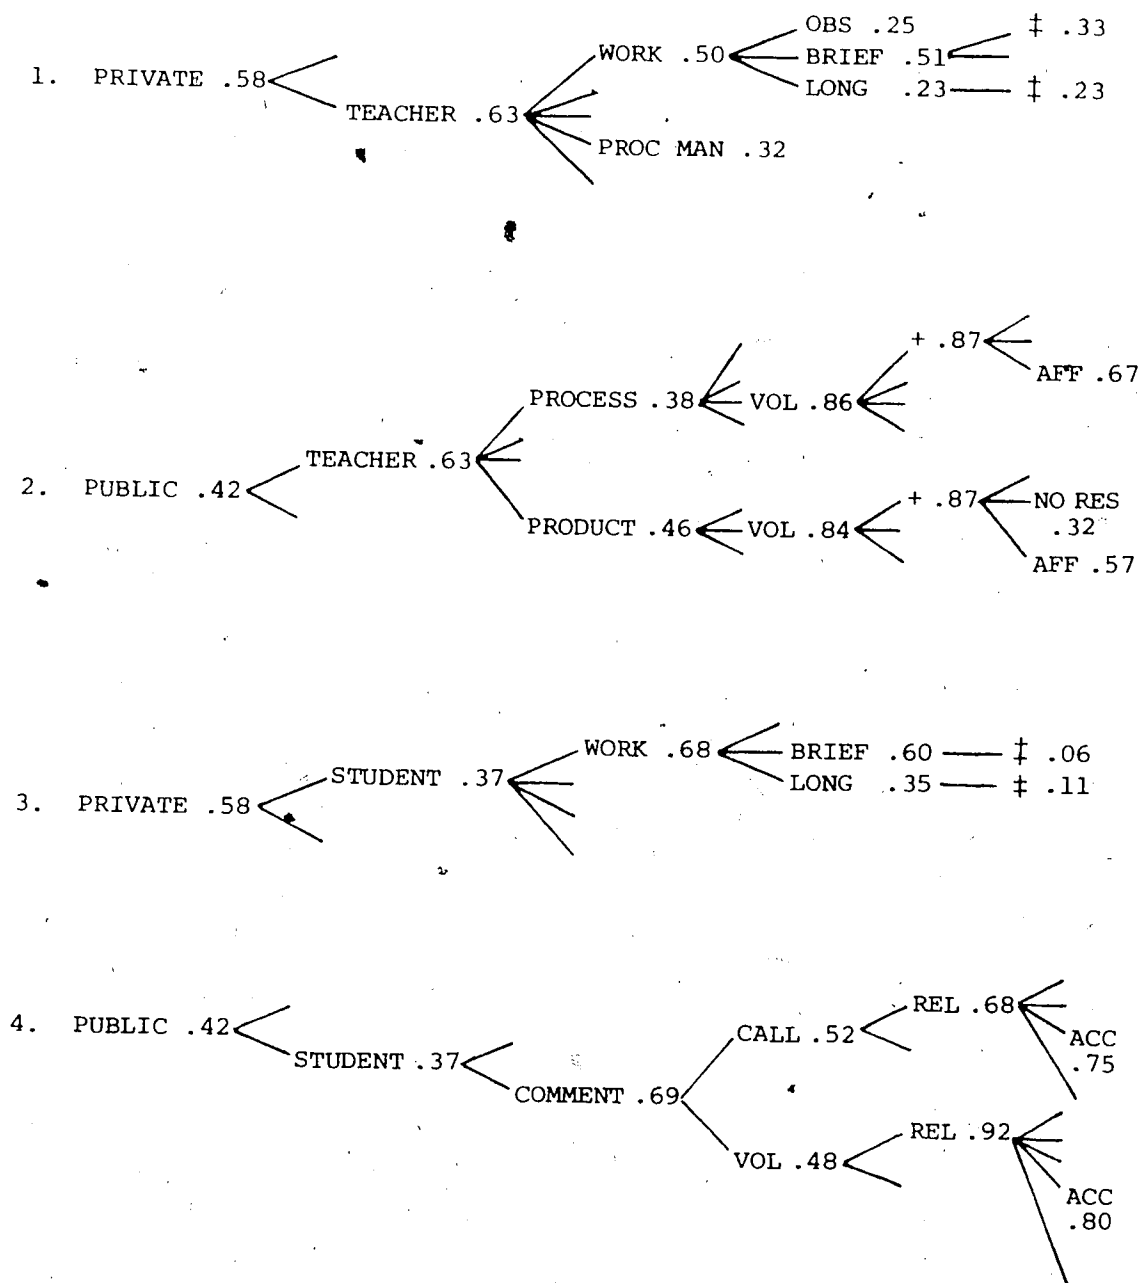 OBS .25 ‡ .33
WORK .50 BRIEF .51
1. PRIVATE .58 LONG .23 ‡ .23
TEACHER .63
PROC MAN .32
+ .87
AFF .67
PROCESS .38 VOL .86
TEACHER .63
2. PUBLIC .42
+ .87 NO RES
PRODUCT .46 VOL .84 .32
AFF .57
WORK .68 BRIEF .60 ‡ .06
STUDENT .37 LONG .35 ‡ .11
3. PRIVATE .58
REL .68
4. PUBLIC .42 CALL .52 ACC
STUDENT .37 .75
COMMENT .69
REL .92
VOL .48
ACC
.80